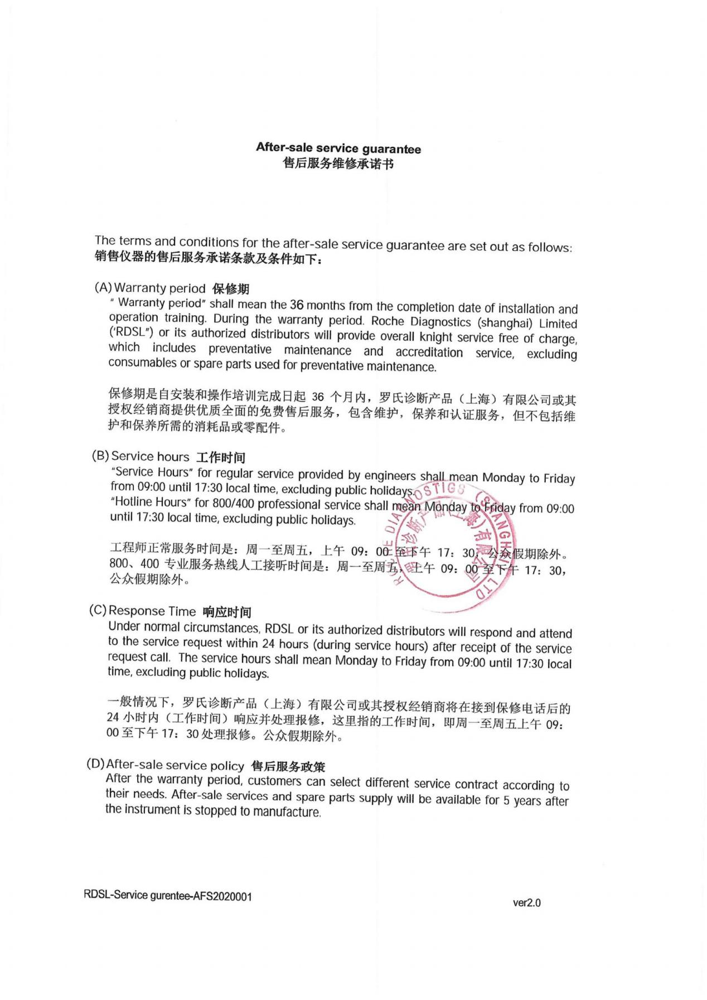 After-sale service guarantee
售后服务维修承诺书
The terms and conditions for the after-sale service guarantee are set out as follows:
销售仪器的售后服务承诺条款及条件如下：
(A) Warranty period 保修期
“ Warranty period” shall mean the 36 months from the completion date of installation and
operation training. During the warranty period. Roche Diagnostics (shanghai) Limited
(‘RDSL”) or its authorized distributors will provide overall knight service free of charge,
which includes preventative maintenance and accreditation service, excluding
consumables or spare parts used for preventative maintenance.
保修期是自安装和操作培训完成日起 36 个月内，罗氏诊断产品（上海）有限公司或其
授权经销商提供优质全面的免费售后服务，包含维护，保养和认证服务，但不包括维
护和保养所需的消耗品或零配件。
(B) Service hours 工作时间
“Service Hours” for regular service provided by engineers shall mean Monday to Friday
from 09:00 until 17:30 local time, excluding public holidays.
“Hotline Hours” for 800/400 professional service shall mean Monday to Friday from 09:00
until 17:30 local time, excluding public holidays.
工程师正常服务时间是：周一至周五，上午 09：00 至下午 17：30，公众假期除外。
800、400 专业服务热线人工接听时间是：周一至周五，上午 09：00 至下午 17：30，
公众假期除外。
ROCHE DIAGNOSTICS (SHANGHAI) LTD
罗氏诊断产品(上海)有限公司
(C) Response Time 响应时间
Under normal circumstances, RDSL or its authorized distributors will respond and attend
to the service request within 24 hours (during service hours) after receipt of the service
request call. The service hours shall mean Monday to Friday from 09:00 until 17:30 local
time, excluding public holidays.
一般情况下，罗氏诊断产品（上海）有限公司或其授权经销商将在接到保修电话后的
24 小时内（工作时间）响应并处理报修，这里指的工作时间，即周一至周五上午 09：
00 至下午 17：30 处理报修。公众假期除外。
(D) After-sale service policy 售后服务政策
After the warranty period, customers can select different service contract according to
their needs. After-sale services and spare parts supply will be available for 5 years after
the instrument is stopped to manufacture.
RDSL-Service gurentee-AFS2020001
ver2.0